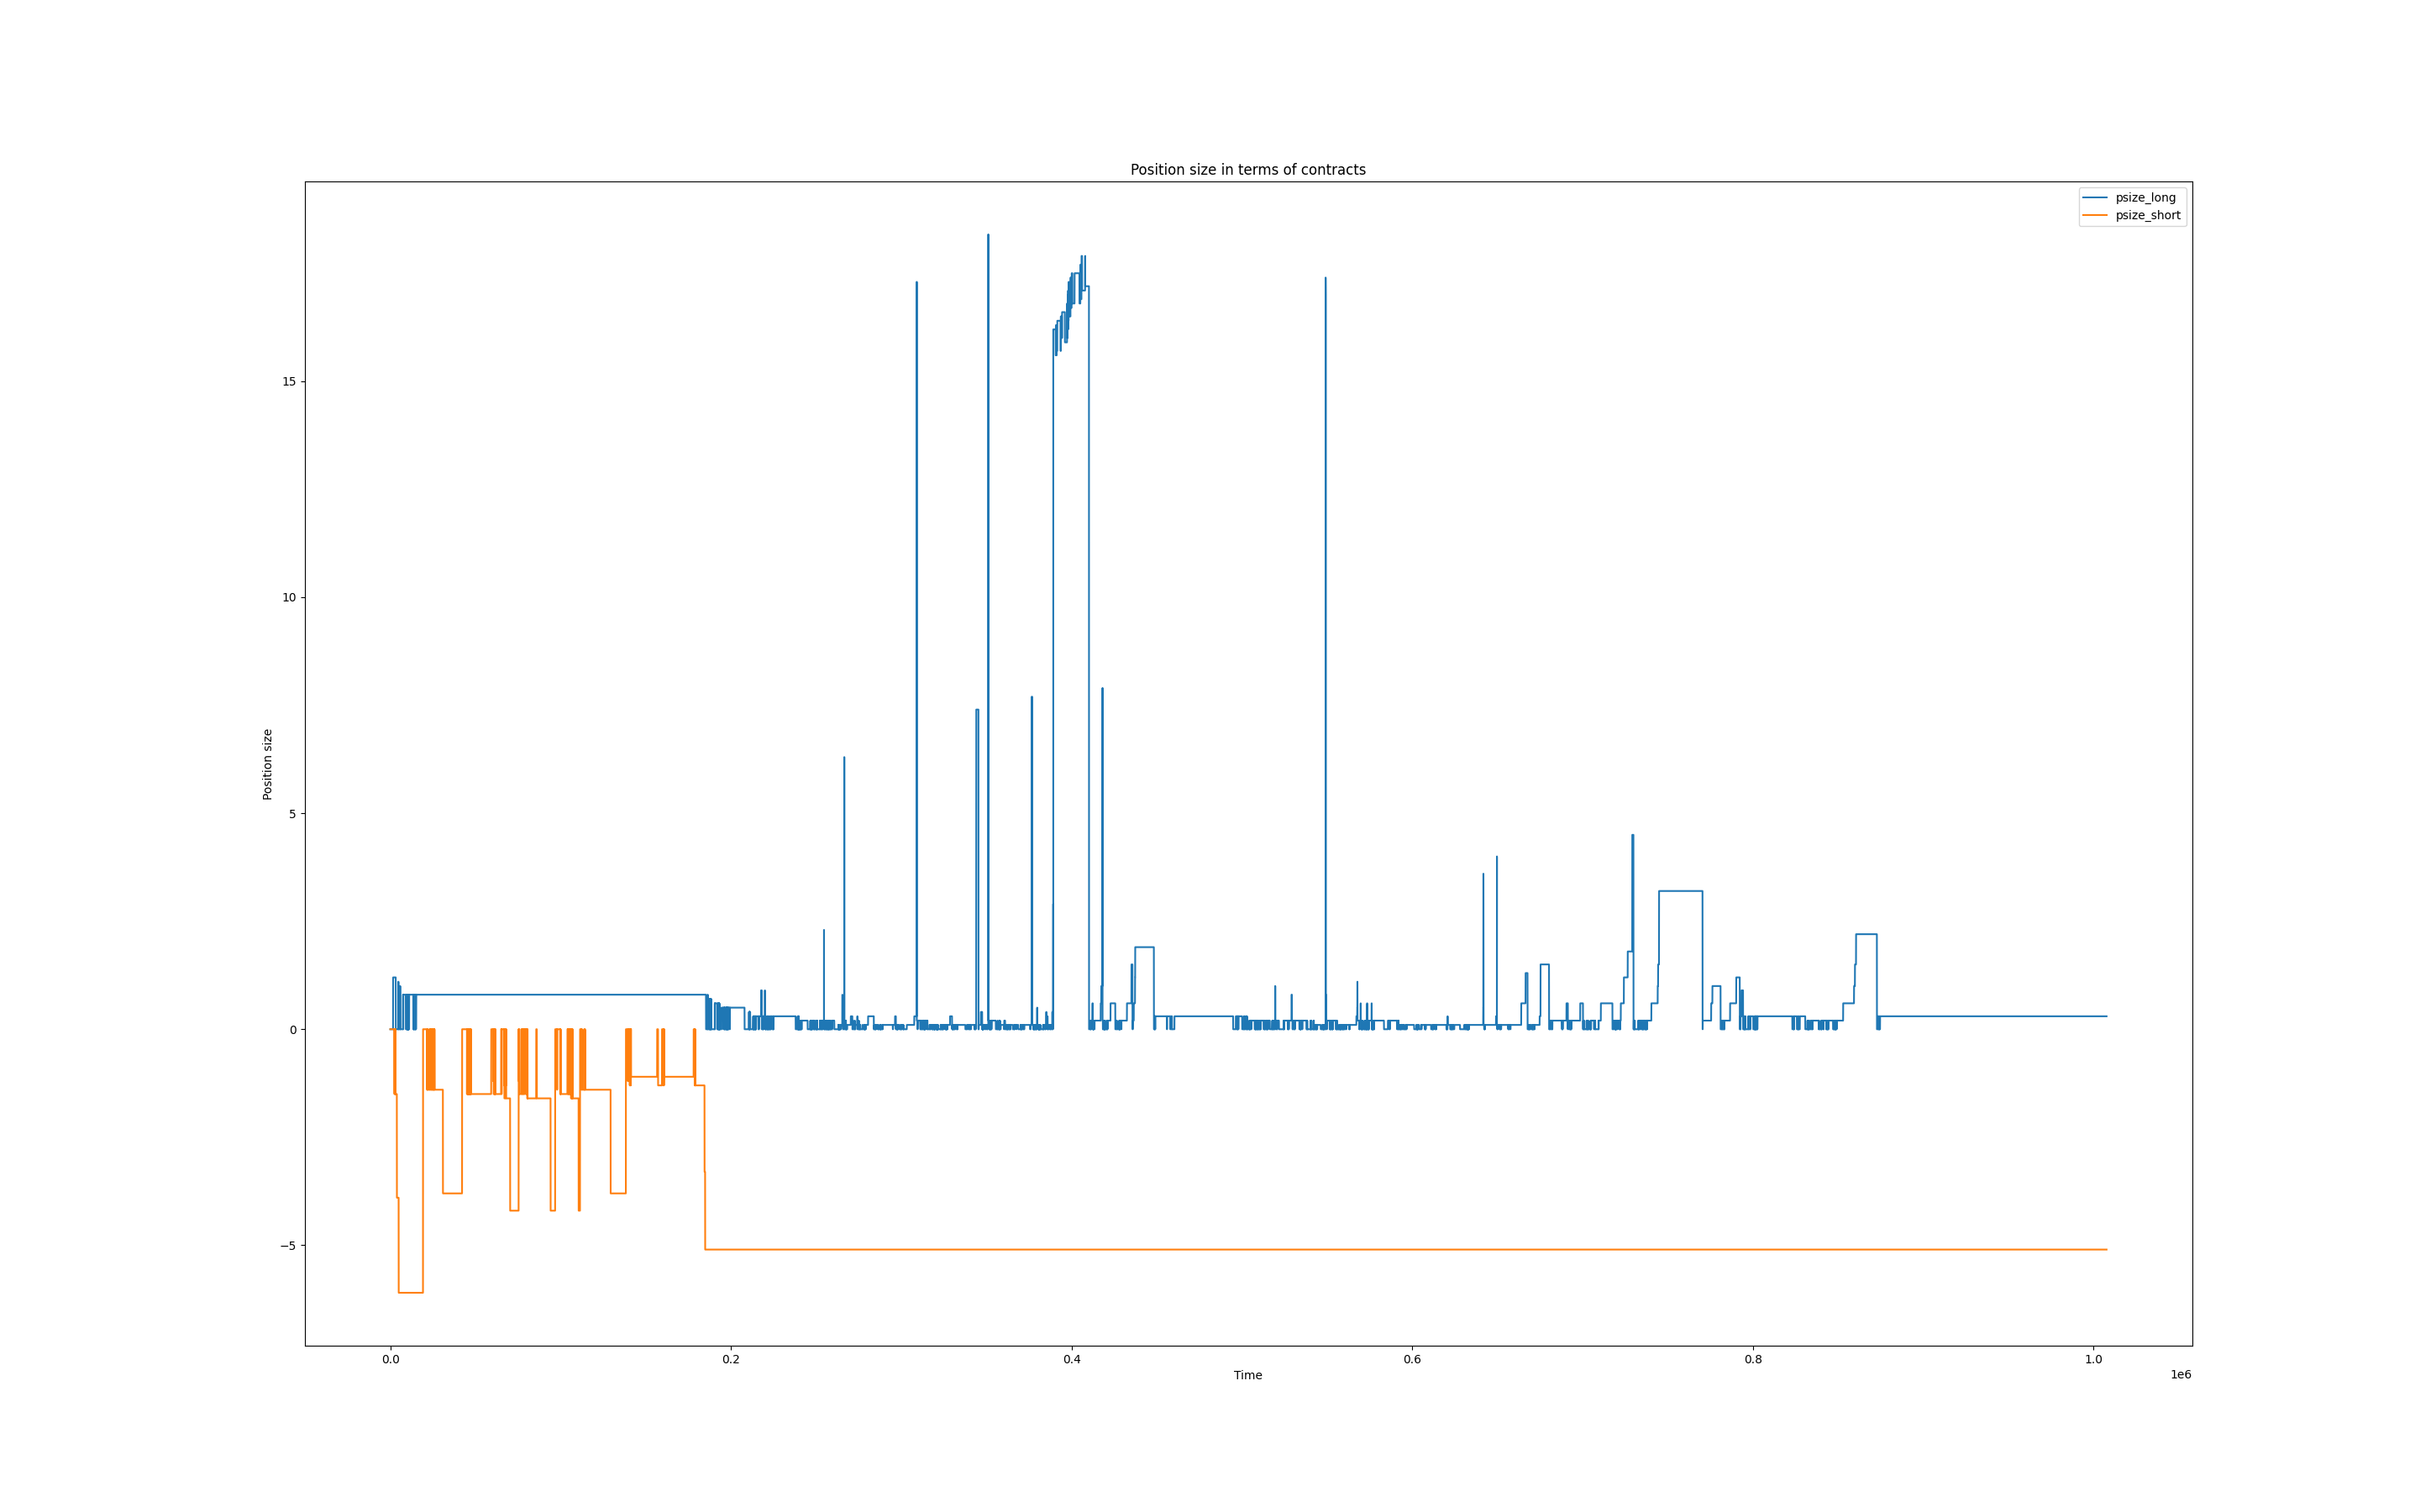 Position size in terms of contracts
psize_long
psize_short
Position size
15
10
5
0
−5
0.0
0.2
0.4
0.6
0.8
1.0
Time
1e6